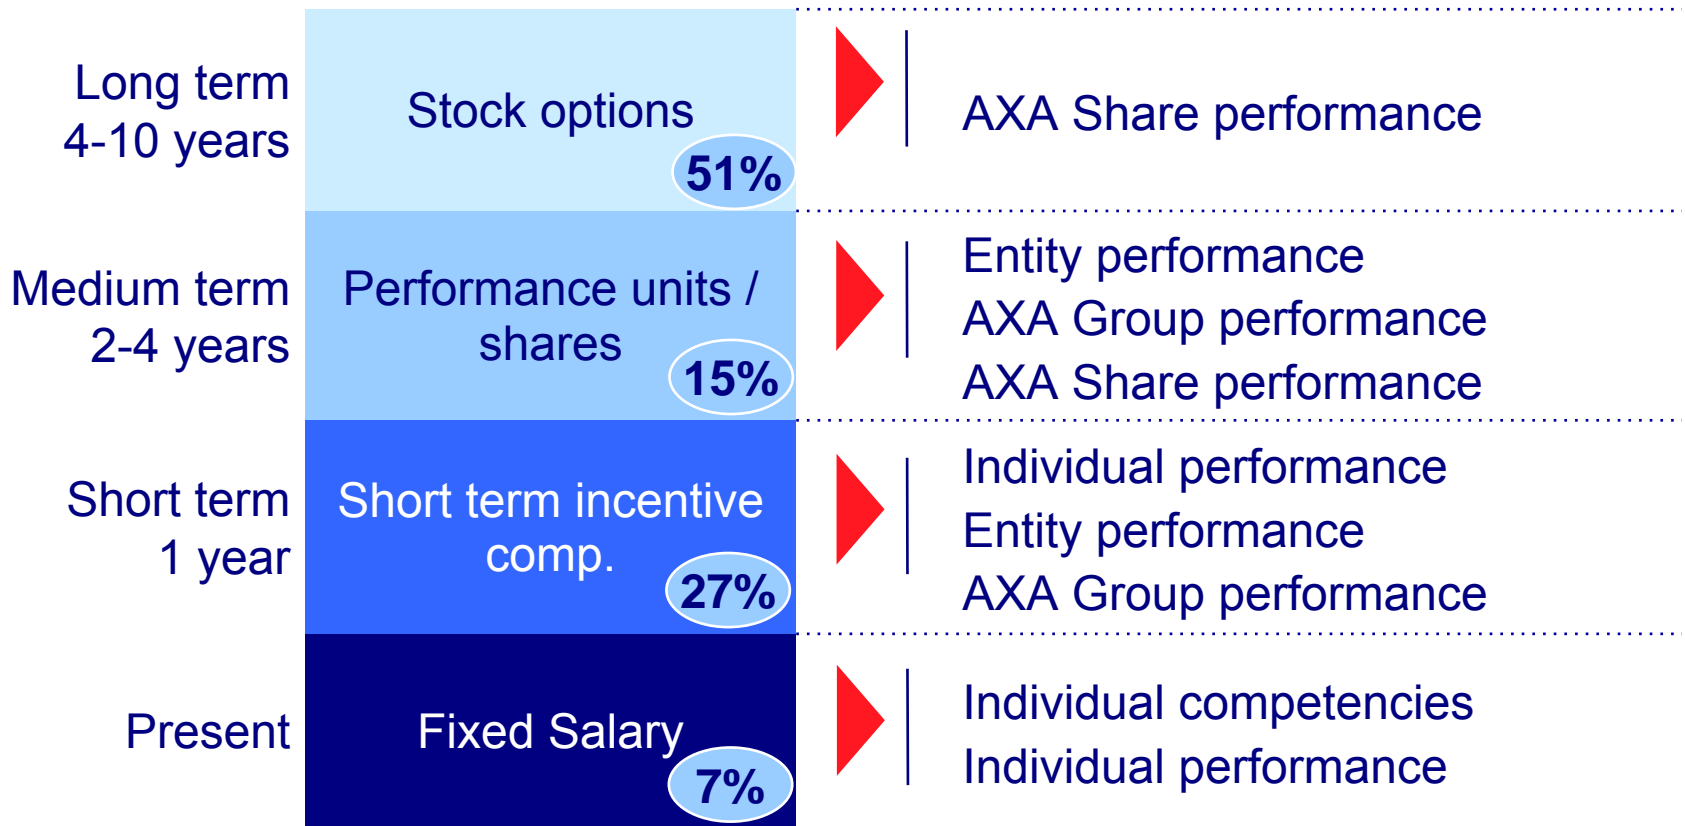 Long term
4-10 years
Stock options
51%
AXA Share performance
Medium term
2-4 years
Performance units /
shares
15%
Entity performance
AXA Group performance
AXA Share performance
Short term
1 year
Short term incentive
comp.
27%
Individual performance
Entity performance
AXA Group performance
Present
Fixed Salary
7%
Individual competencies
Individual performance